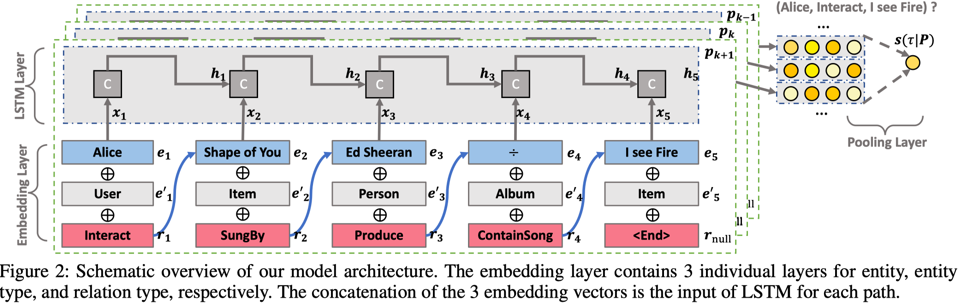 (Alice, Interact, I see Fire) ?
p_{k−1}
p_k
p_{k+1}
s(τ|P)
LSTM Layer
h_1 h_2 h_3 h_4 h_5
C C C C C
x_1 x_2 x_3 x_4 x_5
...
...
Pooling Layer
Embedding Layer
Alice e_1 Shape of You e_2 Ed Sheeran e_3 ÷ e_4 I see Fire e_5
⊕ ⊕ ⊕ ⊕ ⊕
User e'_1 Item e'_2 Person e'_3 Album e'_4 Item e'_5
⊕ ⊕ ⊕ ⊕ ⊕
Interact r_1 SungBy r_2 Produce r_3 ContainSong r_4 <End> r_null
ll
ll
Figure 2: Schematic overview of our model architecture. The embedding layer contains 3 individual layers for entity, entity
type, and relation type, respectively. The concatenation of the 3 embedding vectors is the input of LSTM for each path.